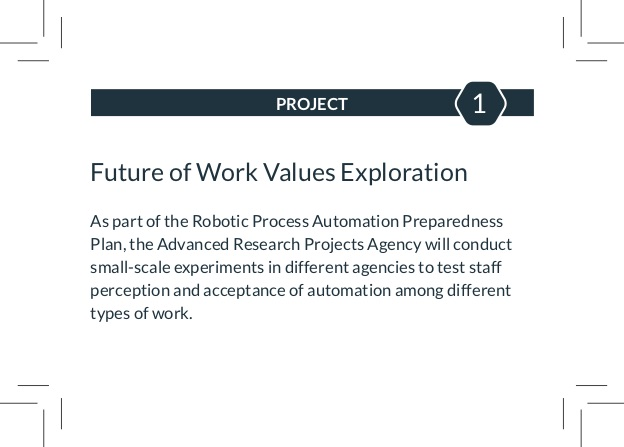 PROJECT 1
Future of Work Values Exploration
As part of the Robotic Process Automation Preparedness
Plan, the Advanced Research Projects Agency will conduct
small-scale experiments in different agencies to test staff
perception and acceptance of automation among different
types of work.